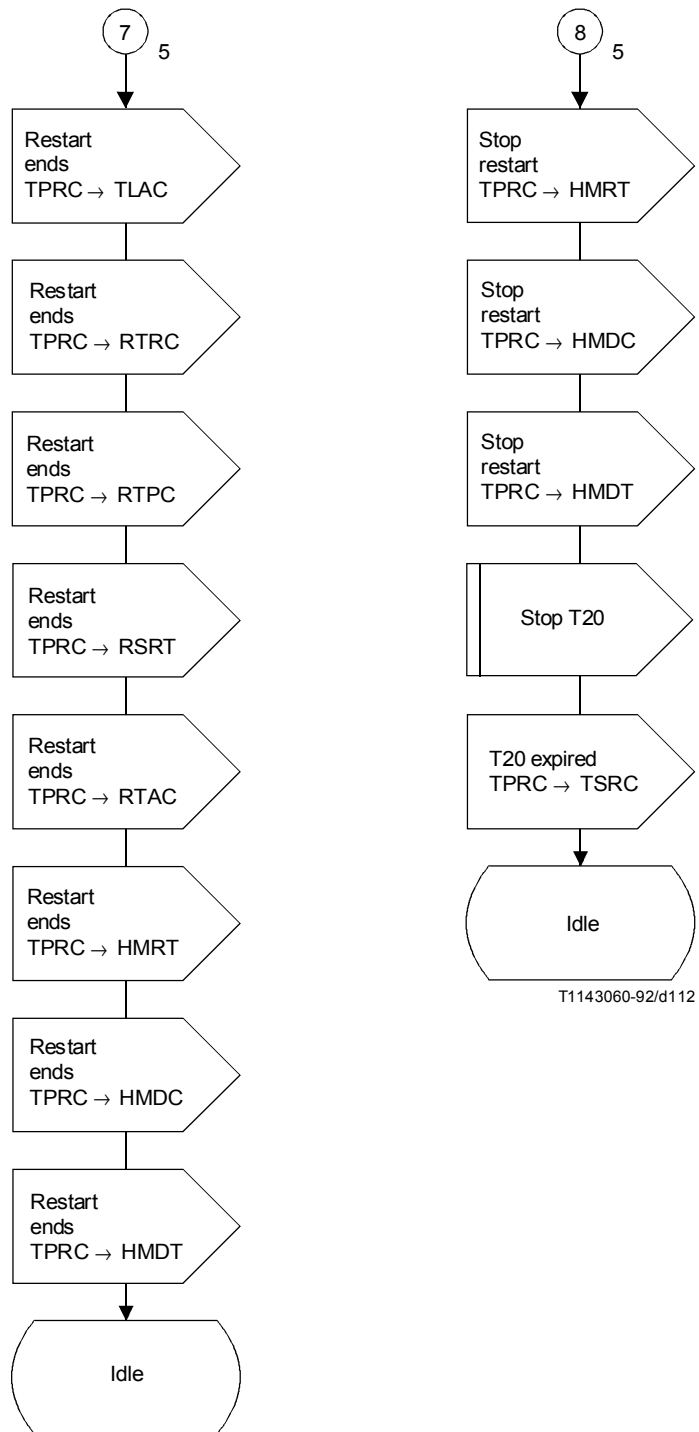 7
5
Restart
ends
TPRC → TLAC
Restart
ends
TPRC → RTRC
Restart
ends
TPRC → RTPC
Restart
ends
TPRC → RSRT
Restart
ends
TPRC → RTAC
Restart
ends
TPRC → HMRT
Restart
ends
TPRC → HMDC
Restart
ends
TPRC → HMDT
Idle
8
5
Stop
restart
TPRC → HMRT
Stop
restart
TPRC → HMDC
Stop
restart
TPRC → HMDT
Stop T20
T20 expired
TPRC → TSRC
Idle
T1143060-92/d112